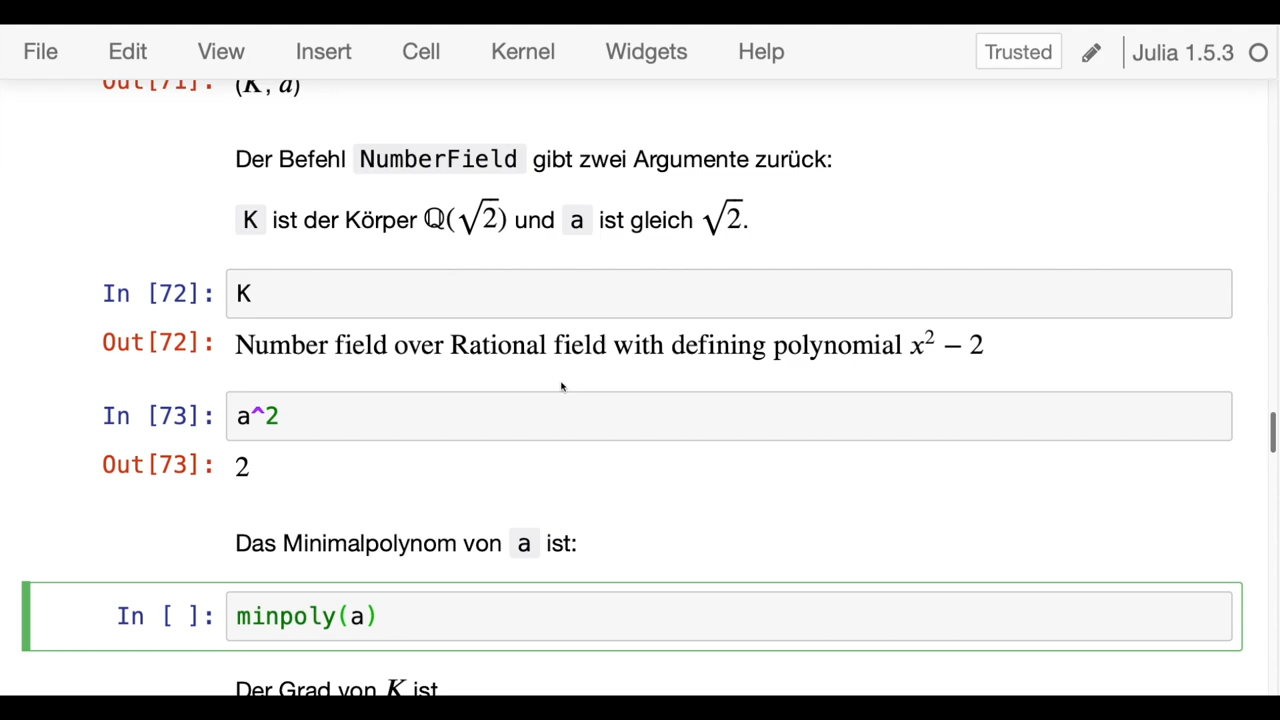 File Edit View Insert Cell Kernel Widgets Help Trusted Julia 1.5.3
Out[71]: (K, a)
Der Befehl NumberField gibt zwei Argumente zurück:
K ist der Körper ℚ(√2) und a ist gleich √2.
In [72]: K
Out[72]: Number field over Rational field with defining polynomial x² − 2
In [73]: a^2
Out[73]: 2
Das Minimalpolynom von a ist:
In [ ]: minpoly(a)
Der Grad von K ist